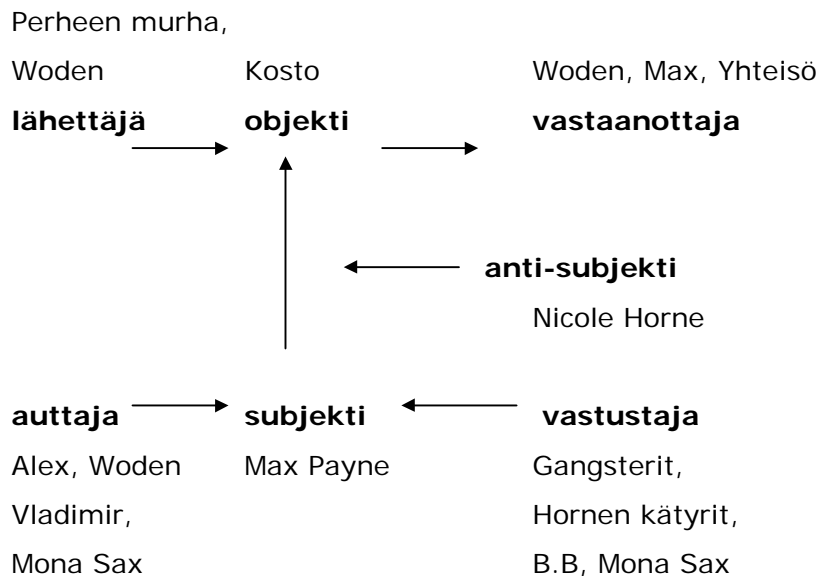 Perheen murha,
Woden Kosto Woden, Max, Yhteisö
lähettäjä objekti vastaanottaja
anti-subjekti
Nicole Horne
auttaja subjekti vastustaja
Alex, Woden Max Payne Gangsterit,
Vladimir, Hornen kätyrit,
Mona Sax B.B, Mona Sax